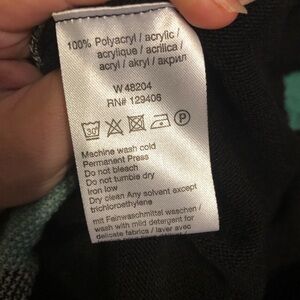 100% Polyacryl / acrylic /
acrylique / acrilica /
acryl / akryl / акрил
W 48204
RN# 129406
30°
P
Machine wash cold
Permanent Press
Do not bleach
Do not tumble dry
Iron low
Dry clean Any solvent except
trichloroethylene
mit Feinwaschmittel waschen /
wash with mild detergent for
delicate fabrics / laver avec